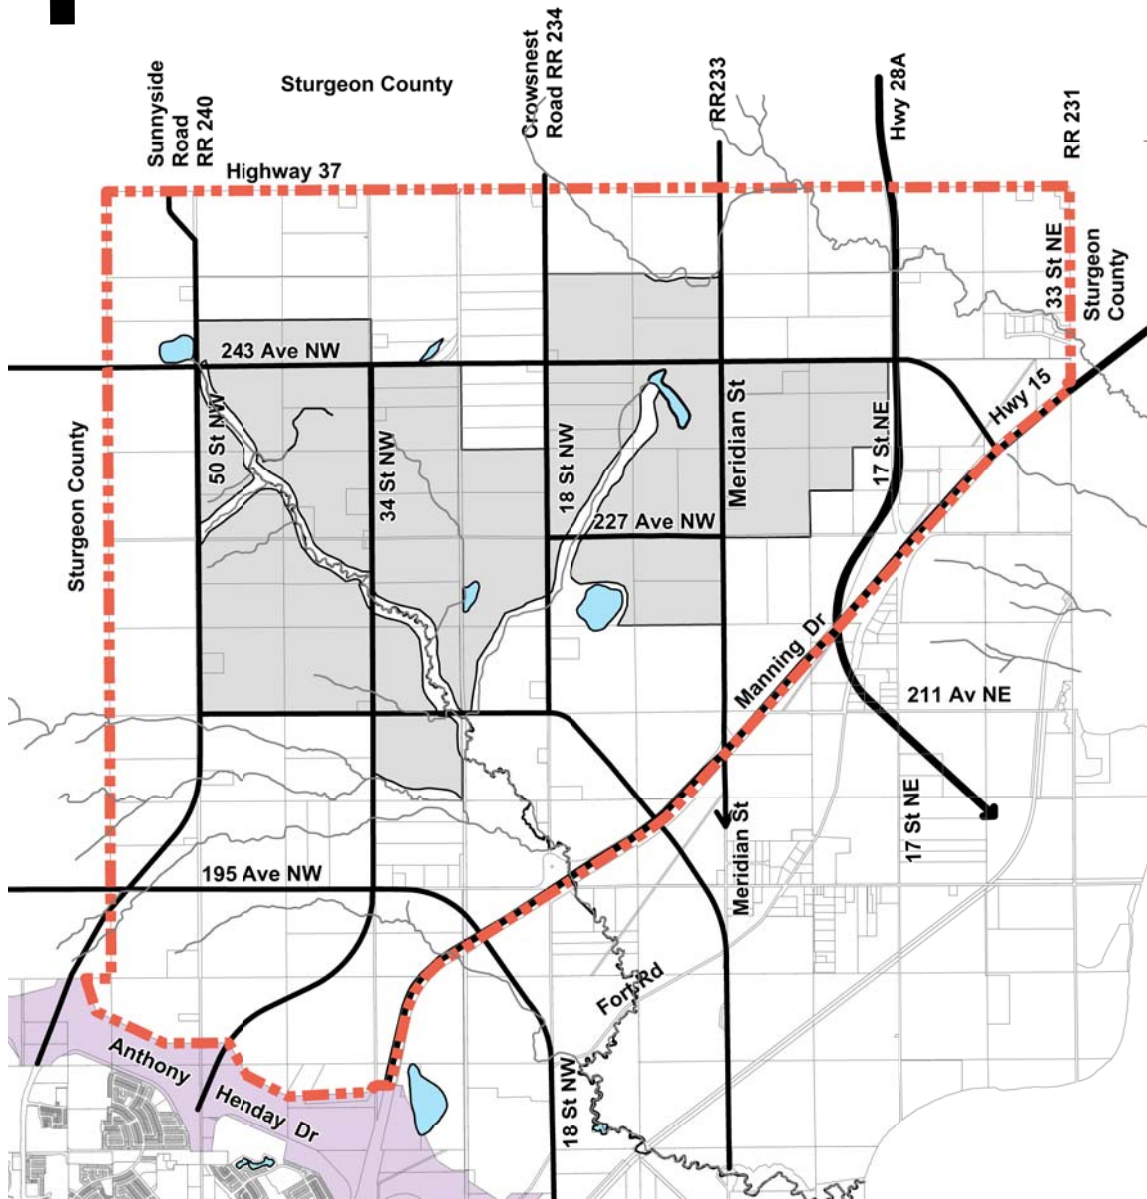 Sturgeon County
Sunnyside
Road
RR 240
Crowsnest
Road RR 234
RR233
Hwy 28A
RR 231
Highway 37
33 St NE
Sturgeon
County
243 Ave NW
Hwy 15
50 St NW
34 St NW
18 St NW
Meridian St
17 St NE
Sturgeon County
227 Ave NW
Manning Dr
211 Av NE
17 St NE
Meridian St
195 Ave NW
Fort Rd
Anthony
Henday Dr
18 St NW